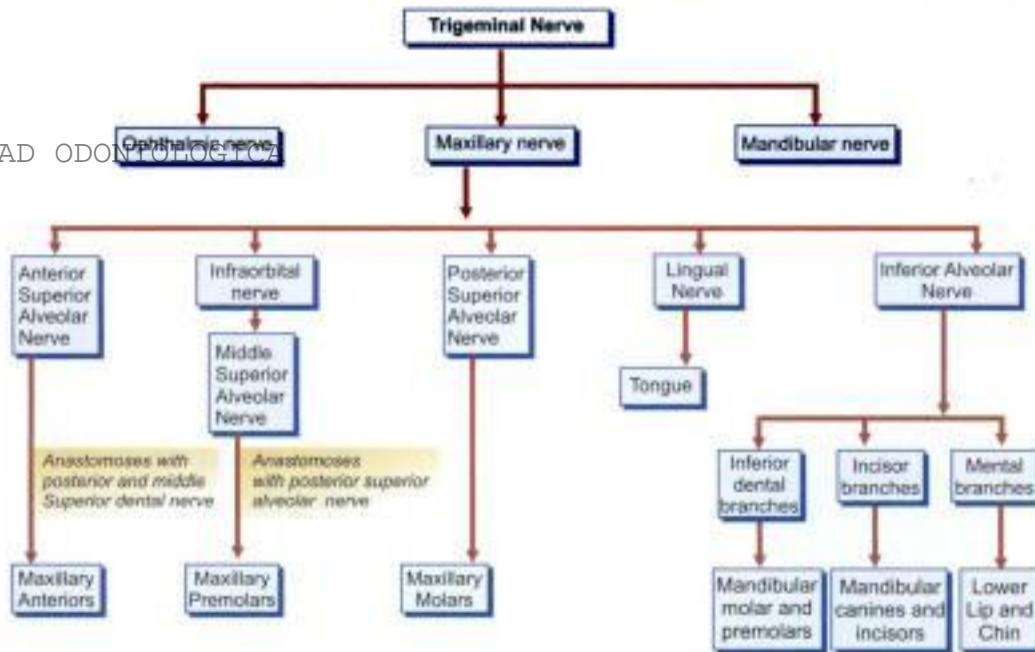 Trigeminal Nerve
Ophthalmic nerve
Maxillary nerve
Mandibular nerve
AD ODONTOLOGICA
Anterior
Superior
Alveolar
Nerve
Infraorbital
nerve
Posterior
Superior
Alveolar
Nerve
Lingual
Nerve
Inferior Alveolar
Nerve
Middle
Superior
Alveolar
Nerve
Tongue
Anastomoses with
posterior and middle
Superior dental nerve
Anastomoses
with posterior superior
alveolar nerve
Inferior
dental
branches
Incisor
branches
Mental
branches
Maxillary
Anteriors
Maxillary
Premolars
Maxillary
Molars
Mandibular
molar and
premolars
Mandibular
canines and
incisors
Lower
Lip and
Chin